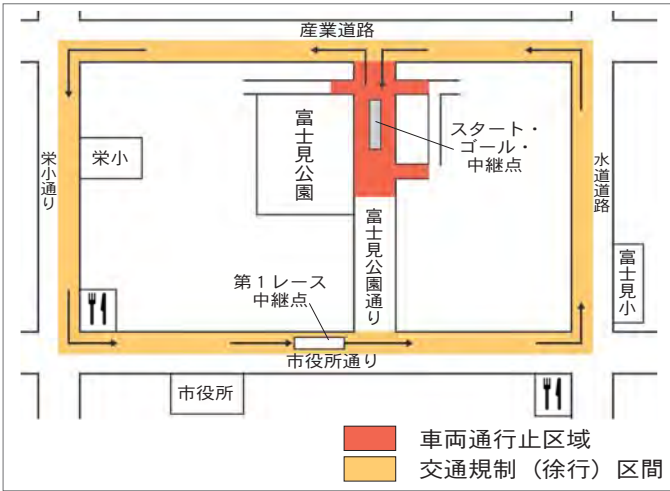 産業道路
スタート・
ゴール・
中継点
富士見公園
栄小
栄小通り
水道道路
富士見公園通り
富士見小
第１レース
中継点
市役所通り
市役所
車両通行止区域
交通規制（徐行）区間